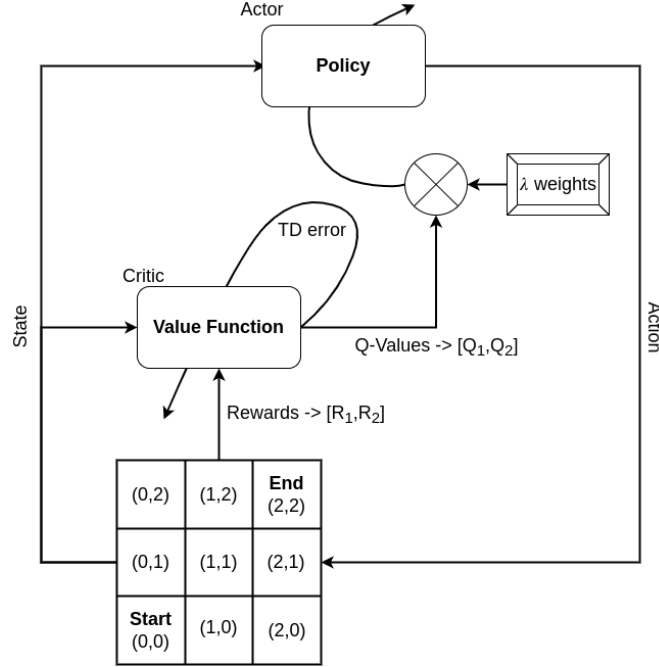 Actor
Policy
λ weights
TD error
Critic
Value Function
State
Action
Q-Values -> [Q₁,Q₂]
Rewards -> [R₁,R₂]
(0,2) (1,2) End
(2,2)
(0,1) (1,1) (2,1)
Start
(0,0) (1,0) (2,0)